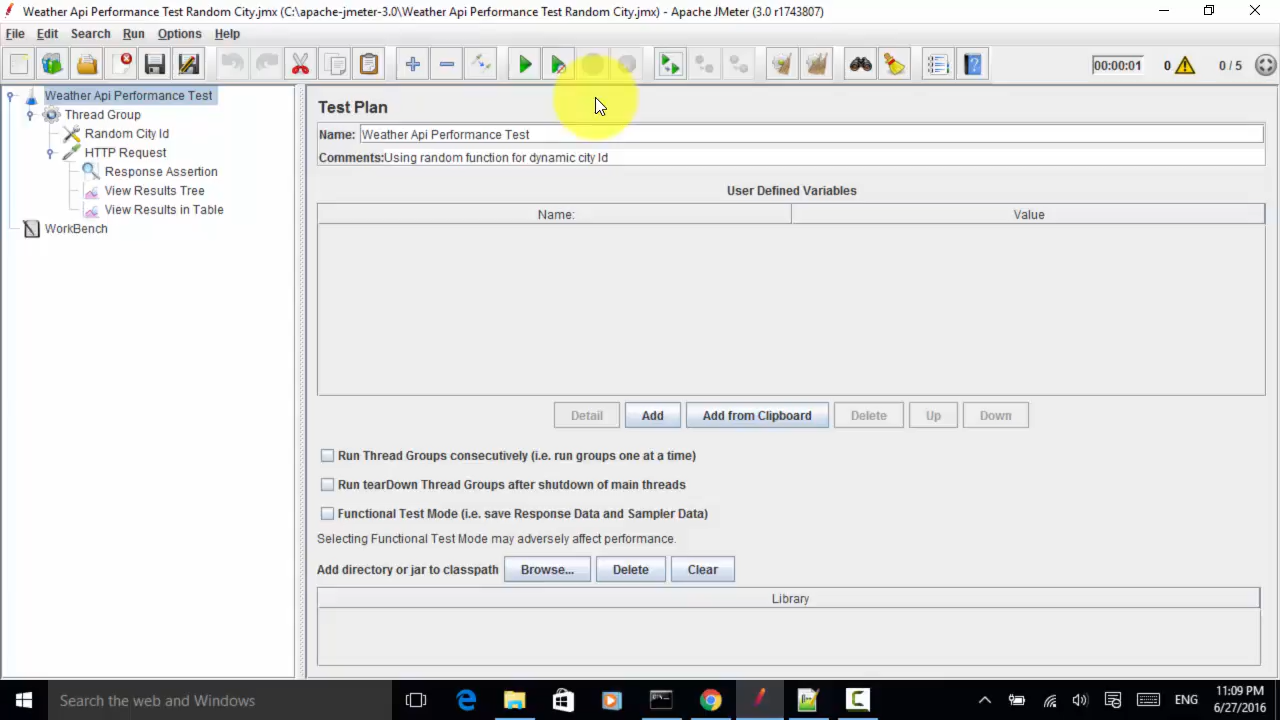 Weather Api Performance Test Random City.jmx (C:\apache-jmeter-3.0\Weather Api Performance Test Random City.jmx) - Apache JMeter (3.0 r1743807)
File Edit Search Run Options Help
00:00:01 0 0 / 5
Weather Api Performance Test
Thread Group
Random City Id
HTTP Request
Response Assertion
View Results Tree
View Results in Table
WorkBench
Test Plan
Name: Weather Api Performance Test
Comments: Using random function for dynamic city Id
User Defined Variables
Name: Value
Detail Add Add from Clipboard Delete Up Down
Run Thread Groups consecutively (i.e. run groups one at a time)
Run tearDown Thread Groups after shutdown of main threads
Functional Test Mode (i.e. save Response Data and Sampler Data)
Selecting Functional Test Mode may adversely affect performance.
Add directory or jar to classpath Browse... Delete Clear
Library
Search the web and Windows
ENG
11:09 PM
6/27/2016